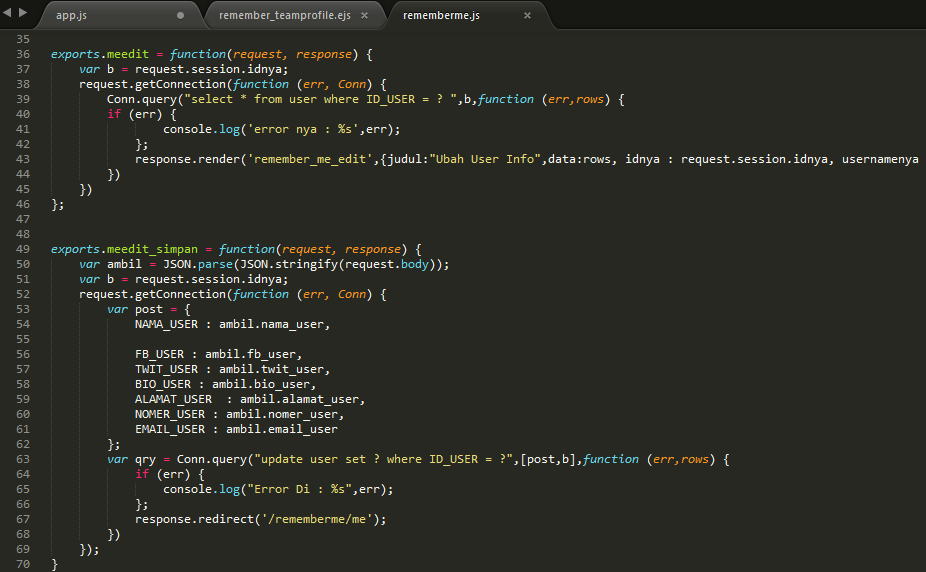 app.js
remember_teamprofile.ejs ×
rememberme.js ×
35
36 exports.meedit = function(request, response) {
37 var b = request.session.idnya;
38 request.getConnection(function (err, Conn) {
39 Conn.query("select * from user where ID_USER = ? ",b,function (err,rows) {
40 if (err) {
41 console.log('error nya : %s',err);
42 };
43 response.render('remember_me_edit',{judul:"Ubah User Info",data:rows, idnya : request.session.idnya, usernamenya
44 })
45 })
46 };
47
48
49 exports.meedit_simpan = function(request, response) {
50 var ambil = JSON.parse(JSON.stringify(request.body));
51 var b = request.session.idnya;
52 request.getConnection(function (err, Conn) {
53 var post = {
54 NAMA_USER : ambil.nama_user,
55
56 FB_USER : ambil.fb_user,
57 TWIT_USER : ambil.twit_user,
58 BIO_USER : ambil.bio_user,
59 ALAMAT_USER  : ambil.alamat_user,
60 NOMER_USER : ambil.nomer_user,
61 EMAIL_USER : ambil.email_user
62 };
63 var qry = Conn.query("update user set ? where ID_USER = ?",[post,b],function (err,rows) {
64 if (err) {
65 console.log("Error Di : %s",err);
66 };
67 response.redirect('/rememberme/me');
68 })
69 });
70 }